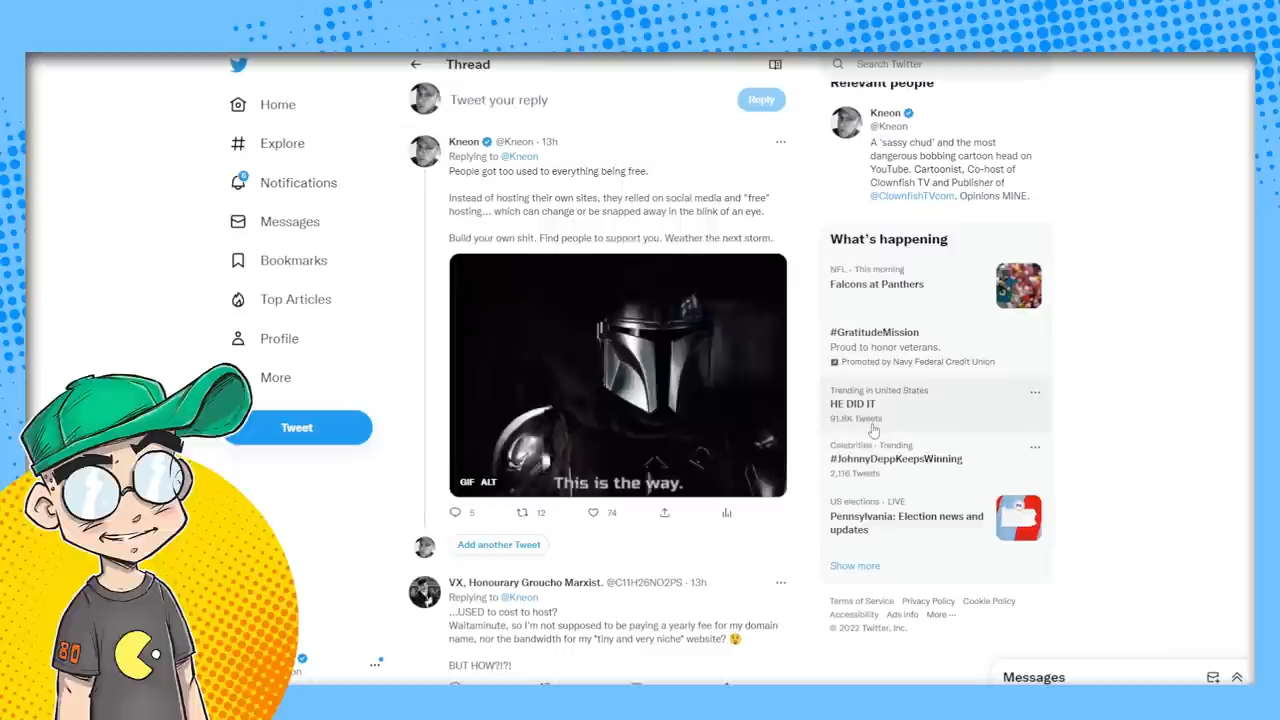 Home
Explore
Notifications
6
Messages
Bookmarks
Top Articles
Profile
More
Tweet
80
Thread
Tweet your reply
Reply
Kneon @Kneon · 13h
Replying to @Kneon
People got too used to everything being free.
Instead of hosting their own sites, they relied on social media and "free"
hosting... which can change or be snapped away in the blink of an eye.
Build your own shit. Find people to support you. Weather the next storm.
This is the way.
GIF ALT
5
12
74
Add another Tweet
VX, Honourary Groucho Marxist. @C11H26NO2PS · 13h
Replying to @Kneon
...USED to cost to host?
Waitaminute, so I'm not supposed to be paying a yearly fee for my domain
name, nor the bandwidth for my "tiny and very niche" website? 😲
BUT HOW?!?!
Search Twitter
Relevant people
Kneon
@Kneon
A 'sassy chud' and the most
dangerous bobbing cartoon head on
YouTube. Cartoonist, Co-host of
Clownfish TV and Publisher of
@ClownfishTVcom. Opinions MINE.
What's happening
NFL · This morning
Falcons at Panthers
#GratitudeMission
Proud to honor veterans.
Promoted by Navy Federal Credit Union
Trending in United States
HE DID IT
91.8K Tweets
Celebrities · Trending
#JohnnyDeppKeepsWinning
2,116 Tweets
US elections · LIVE
Pennsylvania: Election news and
updates
Show more
Terms of Service Privacy Policy Cookie Policy
Accessibility Ads info More ···
© 2022 Twitter, Inc.
Messages